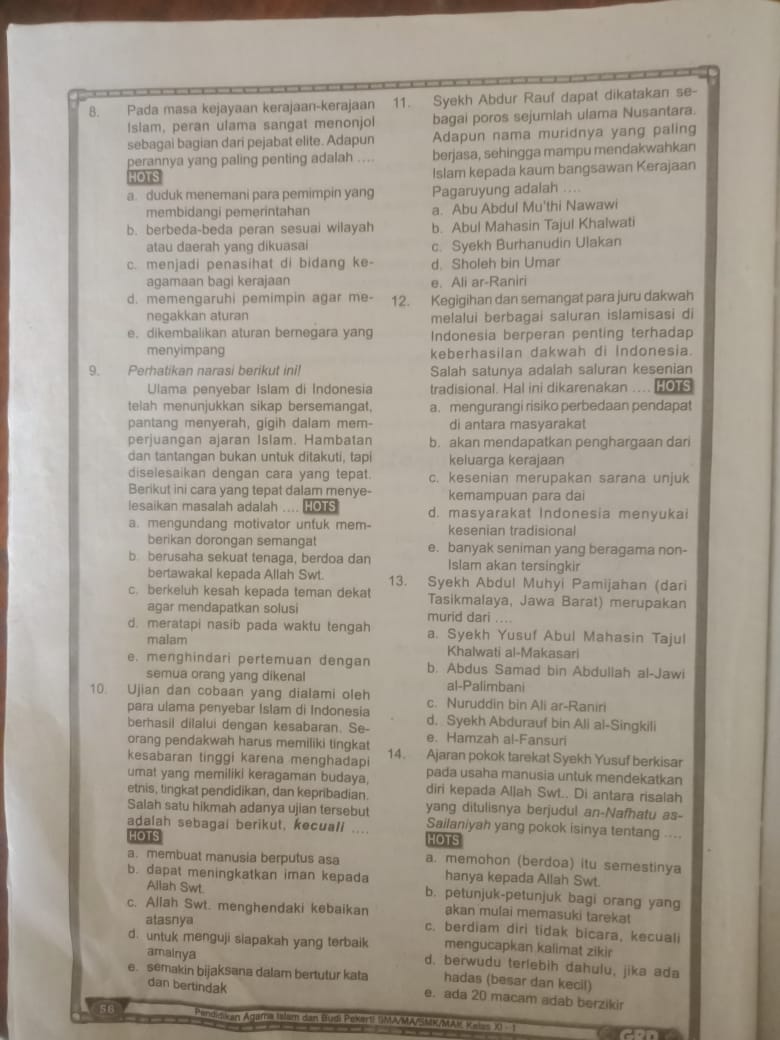 8. Pada masa kejayaan kerajaan-kerajaan
Islam, peran ulama sangat menonjol
sebagai bagian dari pejabat elite. Adapun
perannya yang paling penting adalah ....
HOTS
a. duduk menemani para pemimpin yang
membidangi pemerintahan
b. berbeda-beda peran sesuai wilayah
atau daerah yang dikuasai
c. menjadi penasihat di bidang ke-
agamaan bagi kerajaan
d. memengaruhi pemimpin agar me-
negakkan aturan
e. dikembalikan aturan bernegara yang
menyimpang
9. Perhatikan narasi berikut ini!
Ulama penyebar Islam di Indonesia
telah menunjukkan sikap bersemangat,
pantang menyerah, gigih dalam mem-
perjuangan ajaran Islam. Hambatan
dan tantangan bukan untuk ditakuti, tapi
diselesaikan dengan cara yang tepat.
Berikut ini cara yang tepat dalam menye-
lesaikan masalah adalah .... HOTS
a. mengundang motivator untuk mem-
berikan dorongan semangat
b. berusaha sekuat tenaga, berdoa dan
bertawakal kepada Allah Swt.
c. berkeluh kesah kepada teman dekat
agar mendapatkan solusi
d. meratapi nasib pada waktu tengah
malam
e. menghindari pertemuan dengan
semua orang yang dikenal
10. Ujian dan cobaan yang dialami oleh
para ulama penyebar Islam di Indonesia
berhasil dilalui dengan kesabaran. Se-
orang pendakwah harus memiliki tingkat
kesabaran tinggi karena menghadapi
umat yang memiliki keragaman budaya,
etnis, tingkat pendidikan, dan kepribadian.
Salah satu hikmah adanya ujian tersebut
adalah sebagai berikut, kecuali ....
HOTS
a. membuat manusia berputus asa
b. dapat meningkatkan iman kepada
Allah Swt.
c. Allah Swt. menghendaki kebaikan
atasnya
d. untuk menguji siapakah yang terbaik
amalnya
e. semakin bijaksana dalam bertutur kata
dan bertindak
11. Syekh Abdur Rauf dapat dikatakan se-
bagai poros sejumlah ulama Nusantara.
Adapun nama muridnya yang paling
berjasa, sehingga mampu mendakwahkan
Islam kepada kaum bangsawan Kerajaan
Pagaruyung adalah ....
a. Abu Abdul Mu'thi Nawawi
b. Abul Mahasin Tajul Khalwati
c. Syekh Burhanudin Ulakan
d. Sholeh bin Umar
e. Ali ar-Raniri
12. Kegigihan dan semangat para juru dakwah
melalui berbagai saluran islamisasi di
Indonesia berperan penting terhadap
keberhasilan dakwah di Indonesia.
Salah satunya adalah saluran kesenian
tradisional. Hal ini dikarenakan .... HOTS
a. mengurangi risiko perbedaan pendapat
di antara masyarakat
b. akan mendapatkan penghargaan dari
keluarga kerajaan
c. kesenian merupakan sarana unjuk
kemampuan para dai
d. masyarakat Indonesia menyukai
kesenian tradisional
e. banyak seniman yang beragama non-
Islam akan tersingkir
13. Syekh Abdul Muhyi Pamijahan (dari
Tasikmalaya, Jawa Barat) merupakan
murid dari ....
a. Syekh Yusuf Abul Mahasin Tajul
Khalwati al-Makasari
b. Abdus Samad bin Abdullah al-Jawi
al-Palimbani
c. Nuruddin bin Ali ar-Raniri
d. Syekh Abdurauf bin Ali al-Singkili
e. Hamzah al-Fansuri
14. Ajaran pokok tarekat Syekh Yusuf berkisar
pada usaha manusia untuk mendekatkan
diri kepada Allah Swt.. Di antara risalah
yang ditulisnya berjudul an-Nafhatu as-
Sailaniyah yang pokok isinya tentang ....
HOTS
a. memohon (berdoa) itu semestinya
hanya kepada Allah Swt.
b. petunjuk-petunjuk bagi orang yang
akan mulai memasuki tarekat
c. berdiam diri tidak bicara, kecuali
mengucapkan kalimat zikir
d. berwudu terlebih dahulu, jika ada
hadas (besar dan kecil)
e. ada 20 macam adab berzikir
56
Pendidikan Agama Islam dan Budi Pekerti SMA/MA/SMK/MAK Kelas XI - 1